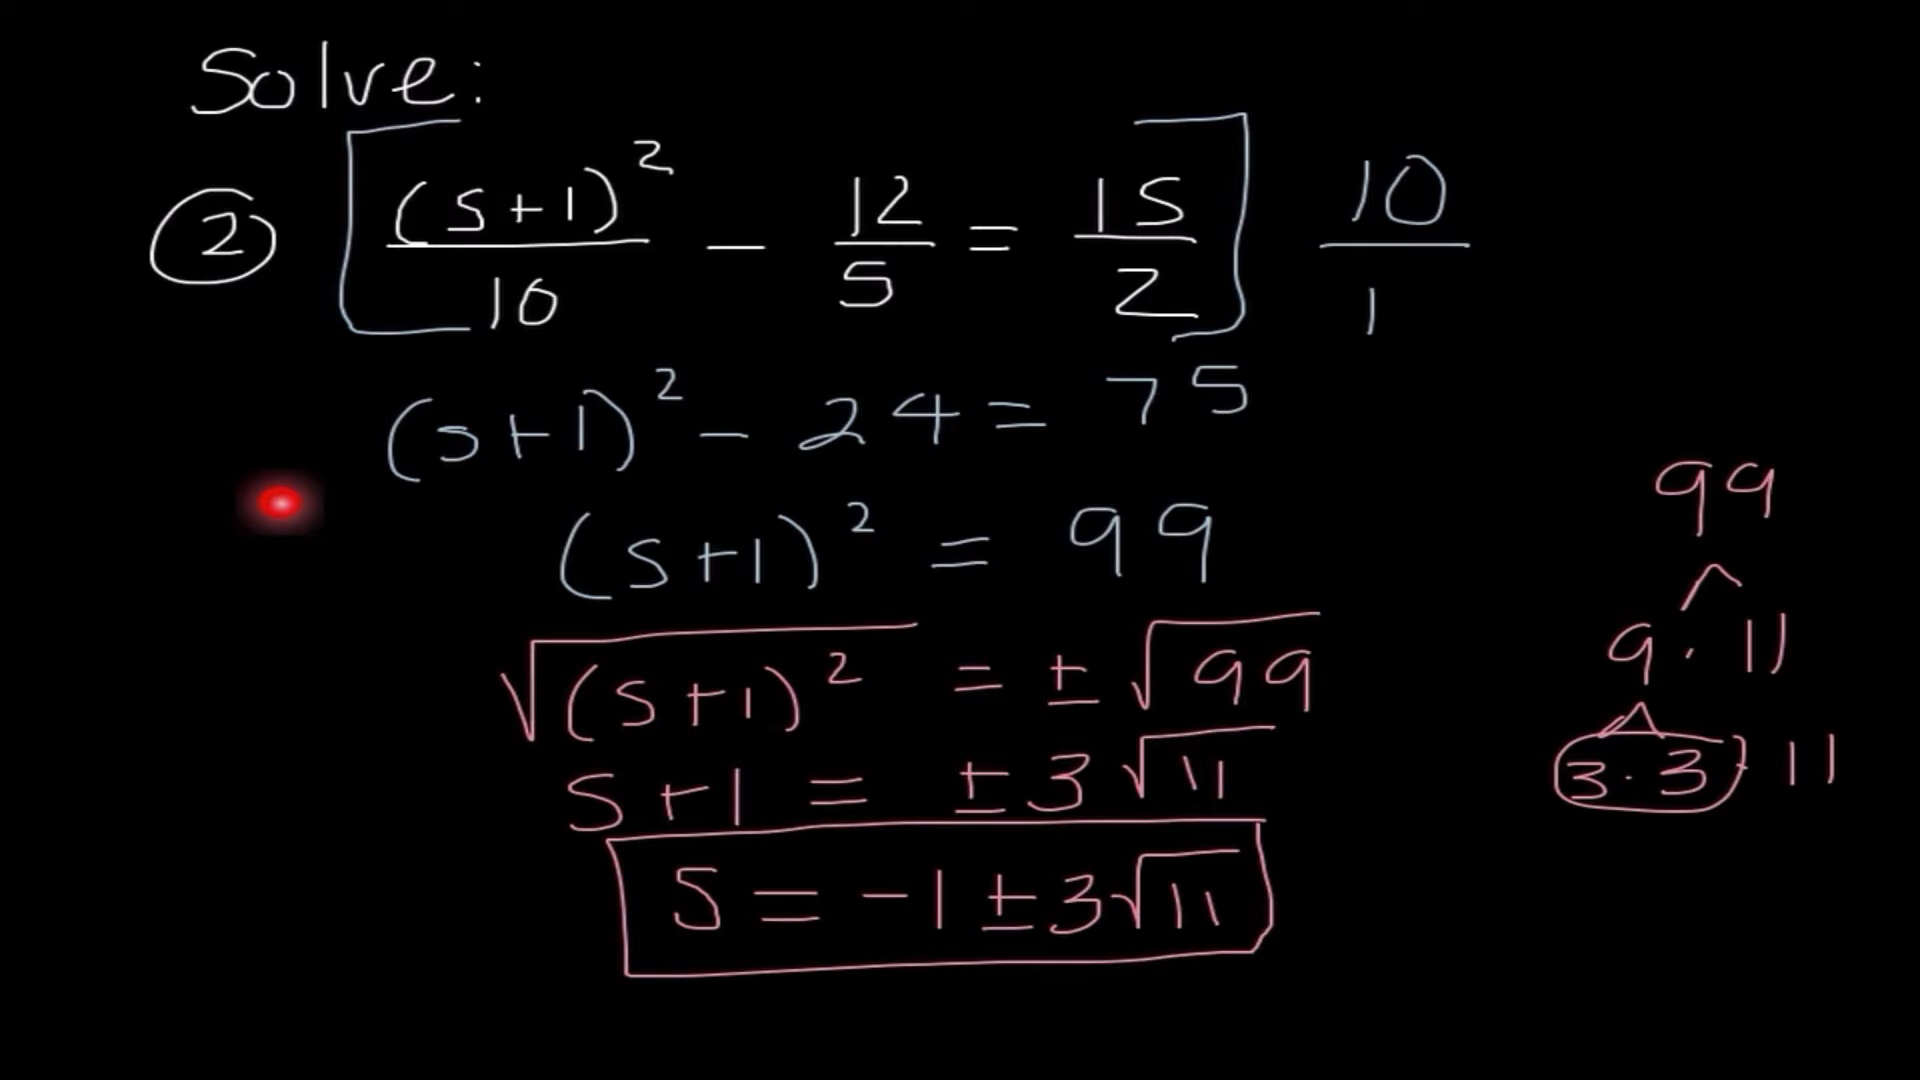 Solve:
② [(s+1)²/10 - 12/5 = 15/2] 10/1
(s+1)² - 24 = 75
(s+1)² = 99
√(s+1)² = ± √99
s+1 = ± 3√11
s = -1 ± 3√11
99
9 · 11
3 · 3 · 11